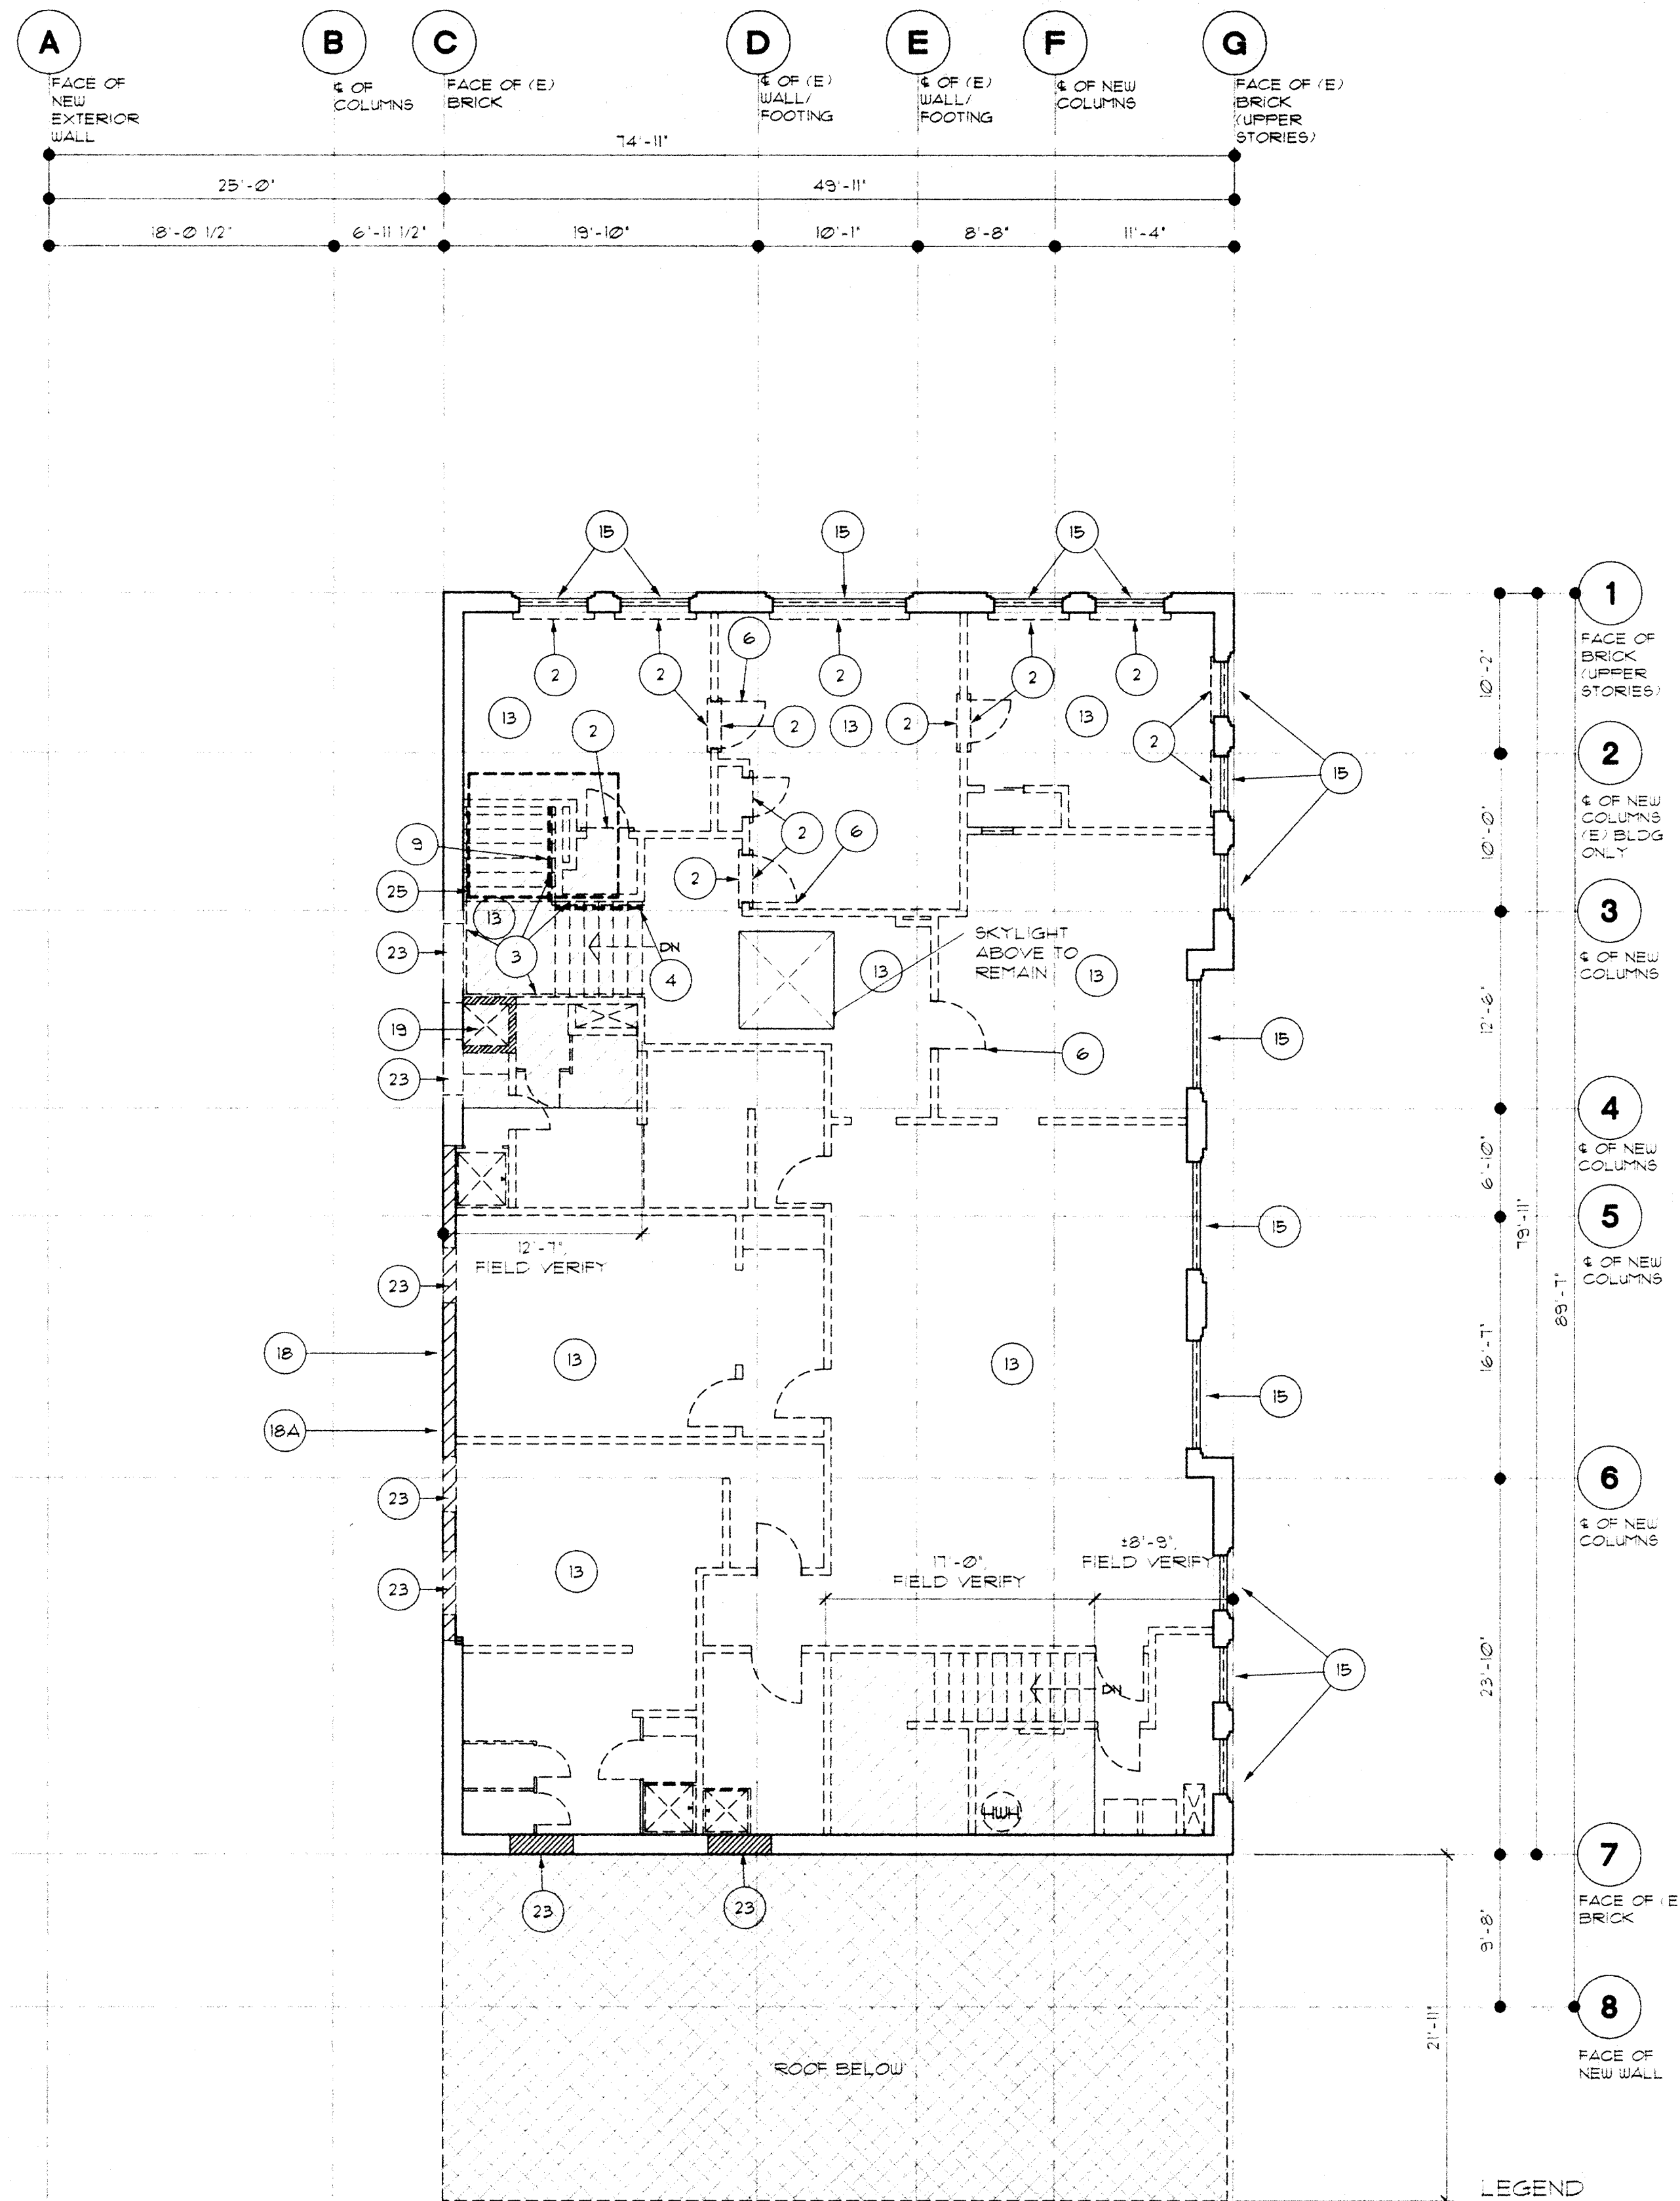 A
B
C
D
E
F
G
FACE OF
NEW
EXTERIOR
WALL
℄ OF
COLUMNS
FACE OF (E)
BRICK
℄ OF (E)
WALL/
FOOTING
℄ OF (E)
WALL/
FOOTING
℄ OF NEW
COLUMNS
FACE OF (E)
BRICK
(UPPER
STORIES)
74'-11"
25'-0"
49'-11"
18'-0 1/2"
6'-11 1/2"
19'-10"
10'-1"
8'-8"
11'-4"
15
15
15
1
FACE OF
BRICK
(UPPER
STORIES)
10'-2"
6
2
2
2
2
2
13
2
2
13
2
13
2
2
15
2
℄ OF NEW
COLUMNS
(E) BLDG
ONLY
10'-0"
9
2
6
25
2
13
3
℄ OF NEW
COLUMNS
23
3
DN
4
SKYLIGHT
ABOVE TO
REMAIN
13
13
12'-6"
19
15
6
23
4
℄ OF NEW
COLUMNS
6'-10"
5
℄ OF NEW
COLUMNS
15
79'-11"
12'-7",
FIELD VERIFY
23
89'-7"
18
13
13
16'-7"
15
18A
23
6
℄ OF NEW
COLUMNS
13
23
17'-0",
FIELD VERIFY
±8'-9",
FIELD VERIFY
15
23'-10"
DN
HWH
7
FACE OF (E
BRICK
23
23
9'-8"
8
FACE OF
NEW WALL
21'-11"
ROOF BELOW
LEGEND